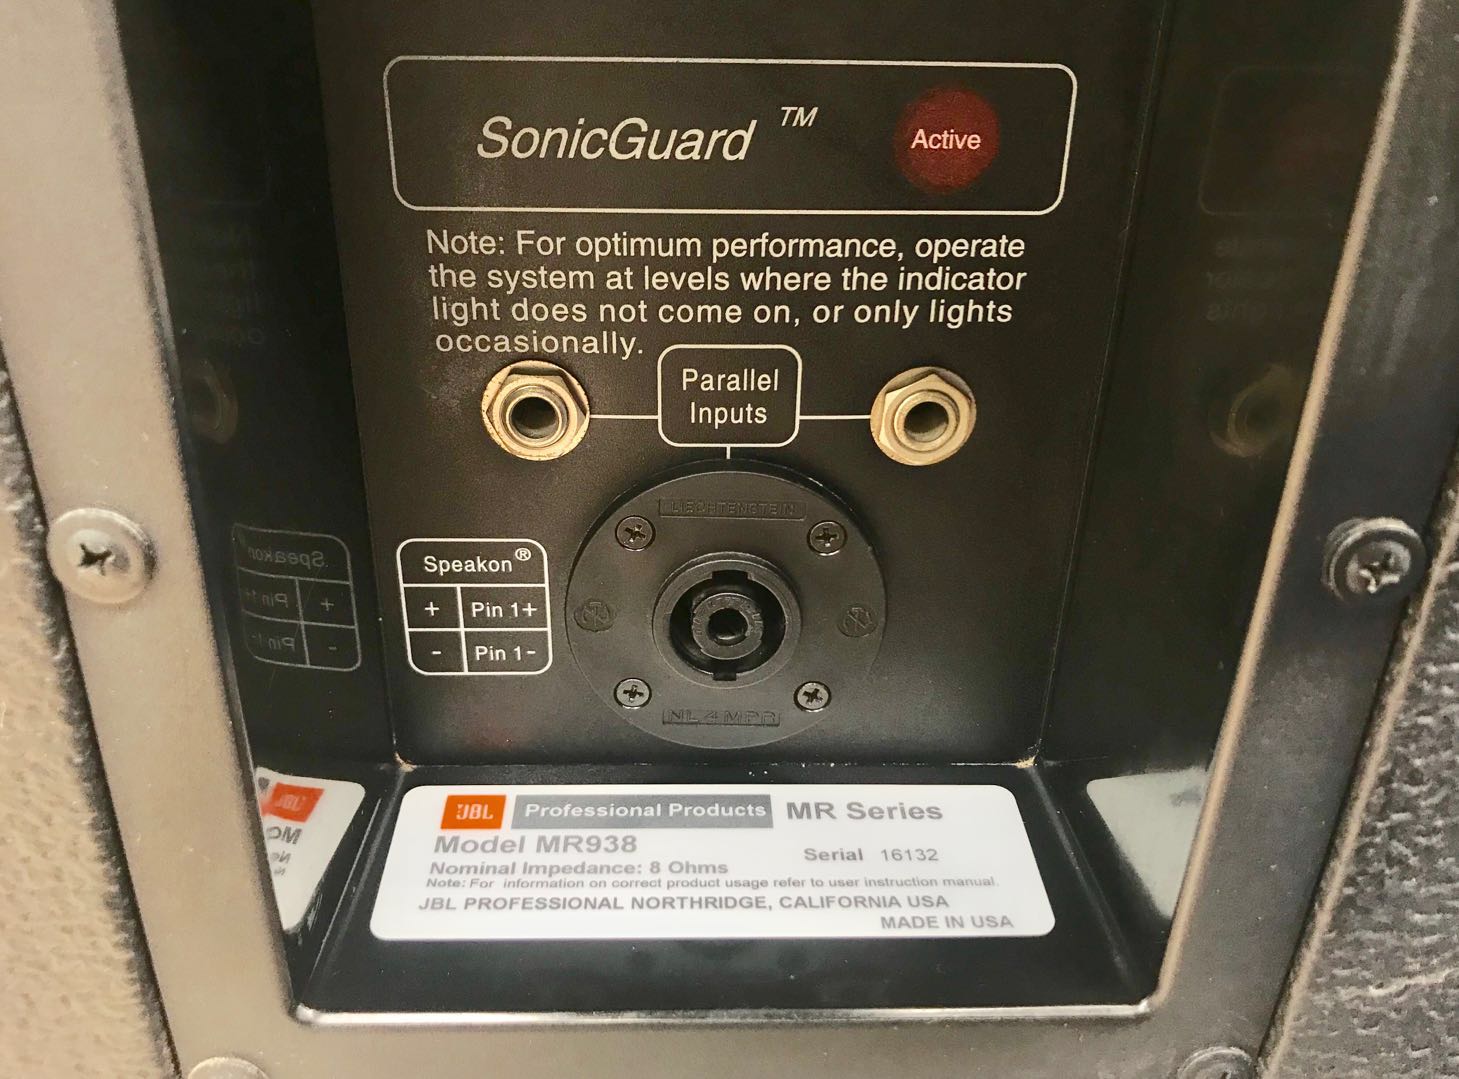 SonicGuard TM
Active
Note: For optimum performance, operate
the system at levels where the indicator
light does not come on, or only lights
occasionally.
Parallel
Inputs
LIECHTENSTEIN
Speakon®
+ Pin 1+
- Pin 1-
NL4MPR
JBL Professional Products MR Series
Model MR938
Serial 16132
Nominal Impedance: 8 Ohms
Note: For information on correct product usage refer to user instruction manual.
JBL PROFESSIONAL NORTHRIDGE, CALIFORNIA USA
MADE IN USA